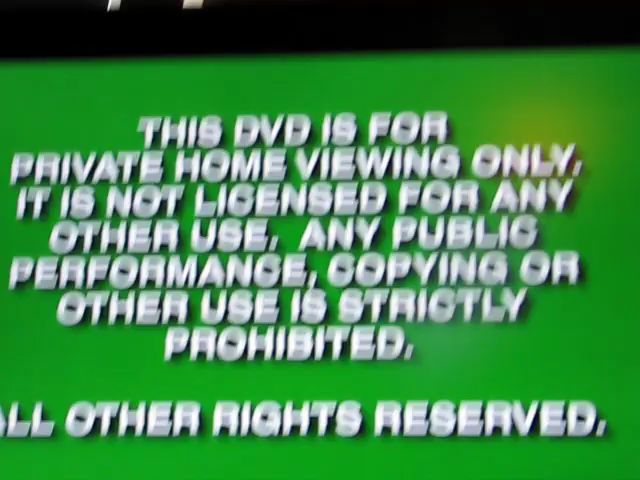 THIS DVD IS FOR
PRIVATE HOME VIEWING ONLY.
IT IS NOT LICENSED FOR ANY
OTHER USE. ANY PUBLIC
PERFORMANCE, COPYING OR
OTHER USE IS STRICTLY
PROHIBITED.
ALL OTHER RIGHTS RESERVED.